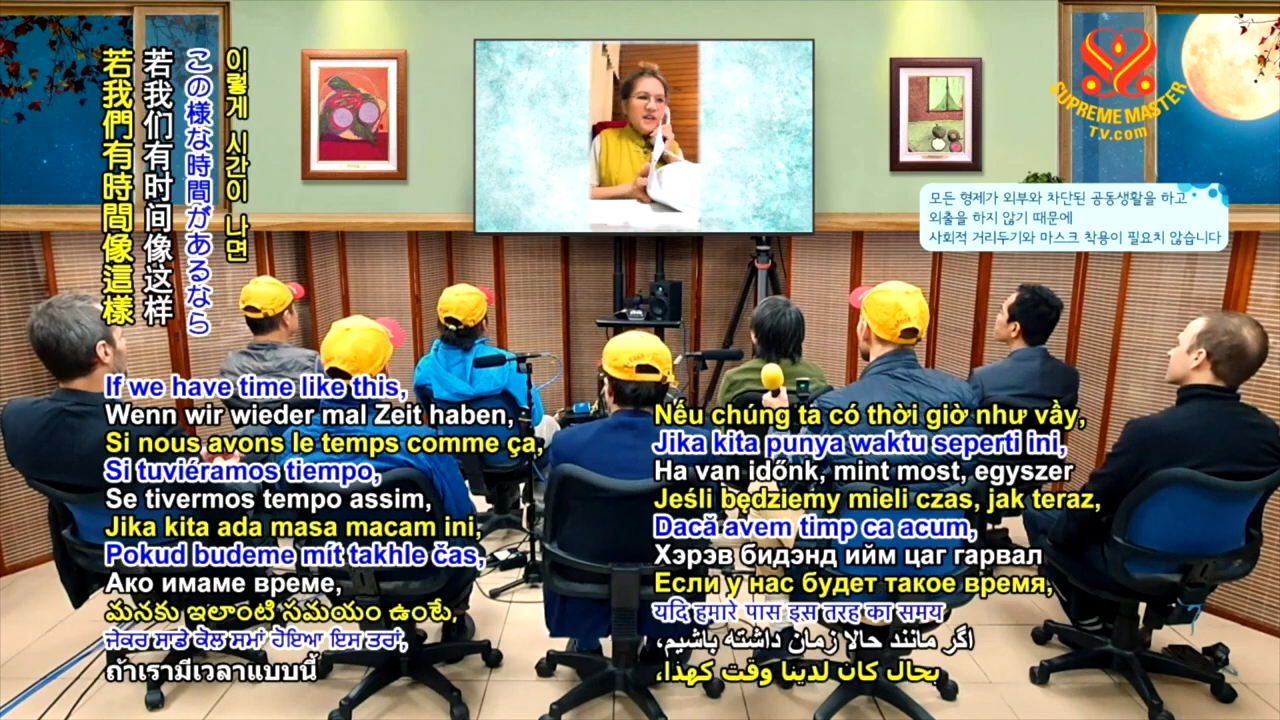 若我們有時間像這樣
若我们有时间像这样
この様な時間があるなら
이렇게 시간이 나면
SUPREME MASTER
TV.com
모든 형제가 외부와 차단된 공동생활을 하고
외출을 하지 않기 때문에
사회적 거리두기와 마스크 착용이 필요치 않습니다
If we have time like this,
Wenn wir wieder mal Zeit haben,
Si nous avons le temps comme ça,
Si tuviéramos tiempo,
Se tivermos tempo assim,
Jika kita ada masa macam ini,
Pokud budeme mít takhle čas,
Ако имаме време,
మనకు ఇలాంటి సమయం ఉంటే,
ਜੇਕਰ ਸਾਡੇ ਕੋਲ ਸਮਾਂ ਹੋਇਆ ਇਸ ਤਰਾਂ,
ถ้าเรามีเวลาแบบนี้
Nếu chúng ta có thời giờ như vầy,
Jika kita punya waktu seperti ini,
Ha van időnk, mint most, egyszer
Jeśli będziemy mieli czas, jak teraz,
Dacă avem timp ca acum,
Хэрэв бидэнд ийм цаг гарвал
Если у нас будет такое время,
यदि हमारे पास इस तरह का समय
اگر مانند حالا زمان داشته باشیم،
بحال كان لدينا وقت كهذا،